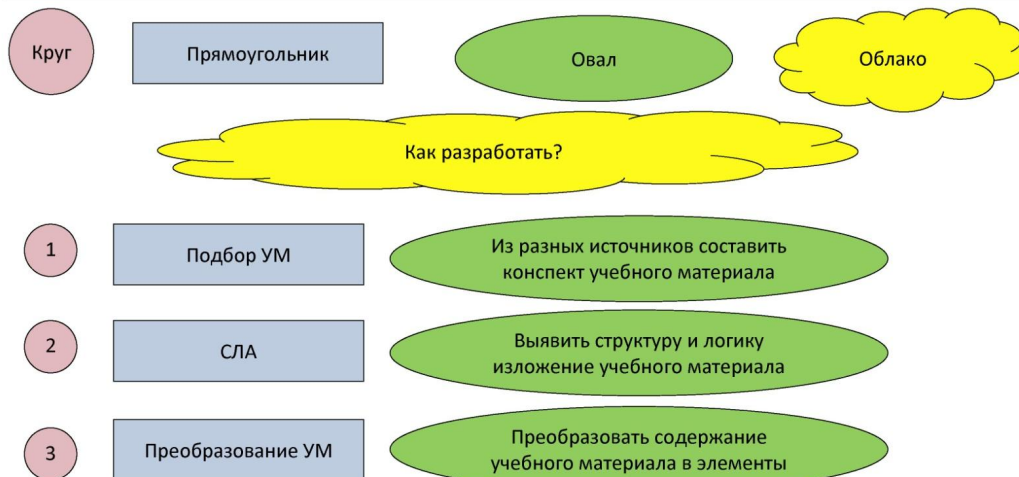 Круг
Прямоугольник
Овал
Облако
Как разработать?
1
Подбор УМ
Из разных источников составить
конспект учебного материала
2
СЛА
Выявить структуру и логику
изложение учебного материала
3
Преобразование УМ
Преобразовать содержание
учебного материала в элементы